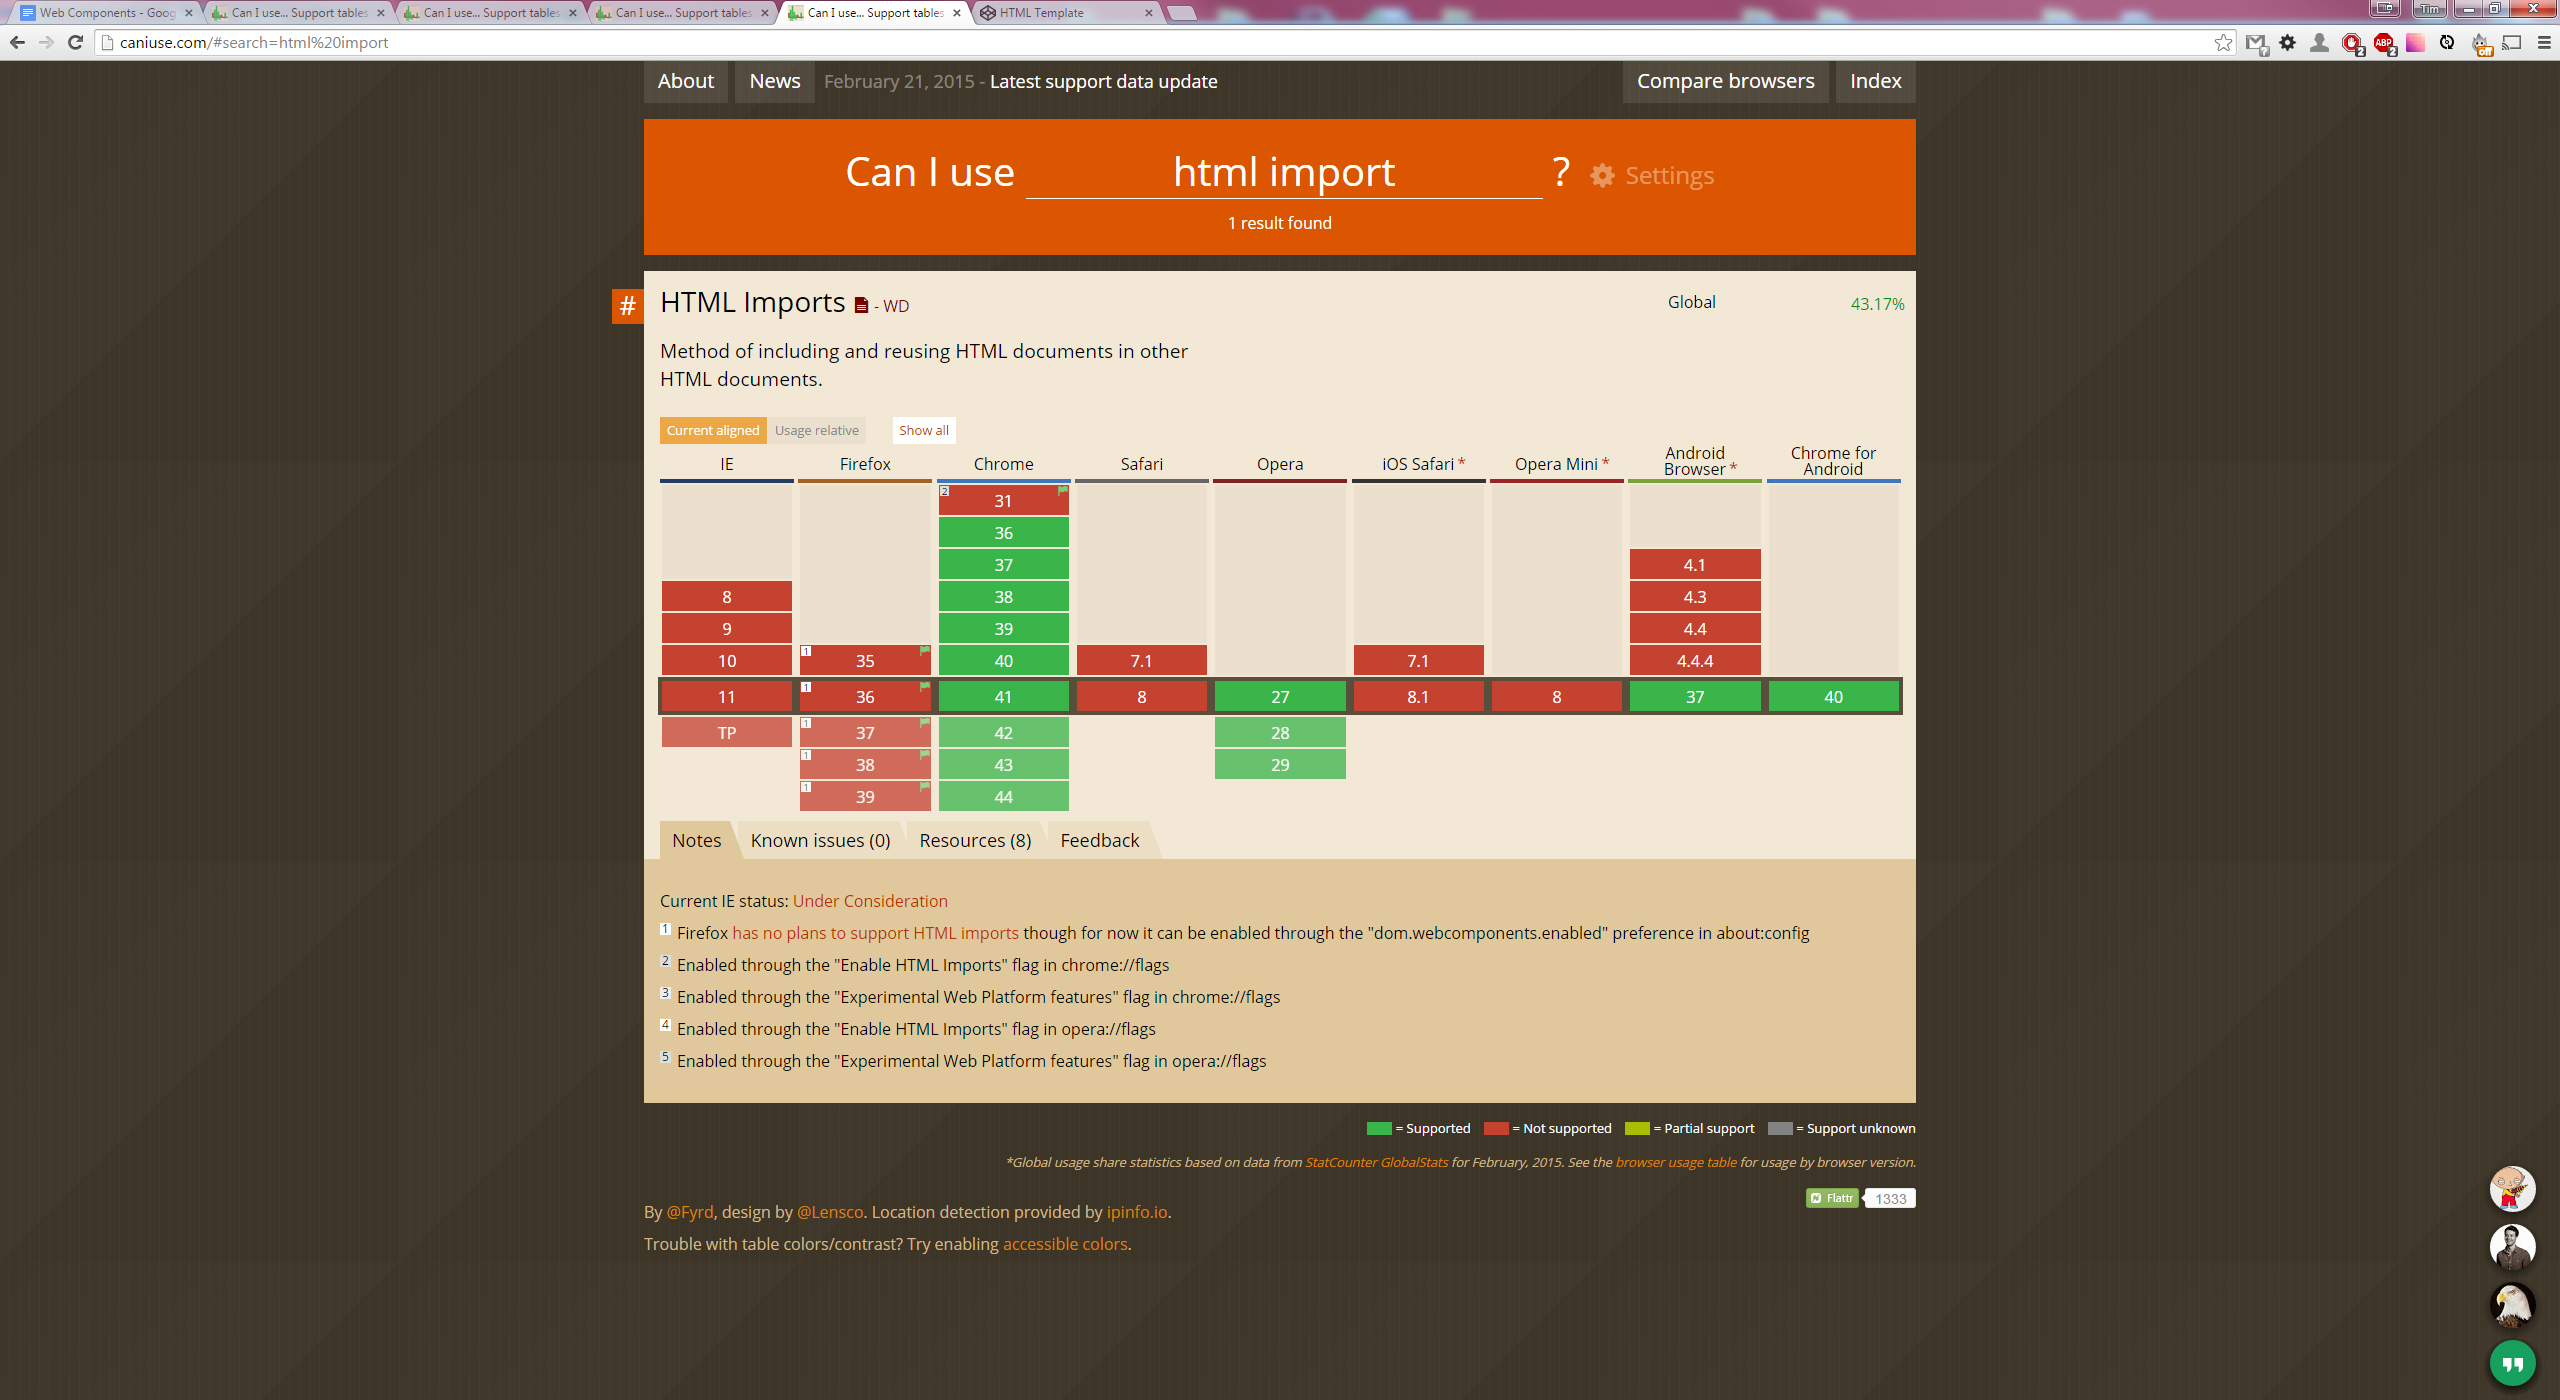 Web Components - Goog
Can I use... Support tables
Can I use... Support tables
Can I use... Support tables
Can I use... Support tables
HTML Template
Tim
caniuse.com/#search=html%20import
ABP
2
2
off
About
News
February 21, 2015 - Latest support data update
Compare browsers
Index
Can I use html import ? Settings
1 result found
# HTML Imports - WD
Global 43.17%
Method of including and reusing HTML documents in other
HTML documents.
Current aligned Usage relative Show all
IE Firefox Chrome Safari Opera iOS Safari * Opera Mini * Android Browser * Chrome for Android
2 31
36
37 4.1
8 38 4.3
9 39 4.4
10 1 35 40 7.1 7.1 4.4.4
11 1 36 41 8 27 8.1 8 37 40
TP 1 37 42 28
1 38 43 29
1 39 44
Notes Known issues (0) Resources (8) Feedback
Current IE status: Under Consideration
1 Firefox has no plans to support HTML imports though for now it can be enabled through the "dom.webcomponents.enabled" preference in about:config
2 Enabled through the "Enable HTML Imports" flag in chrome://flags
3 Enabled through the "Experimental Web Platform features" flag in chrome://flags
4 Enabled through the "Enable HTML Imports" flag in opera://flags
5 Enabled through the "Experimental Web Platform features" flag in opera://flags
= Supported = Not supported = Partial support = Support unknown
*Global usage share statistics based on data from StatCounter GlobalStats for February, 2015. See the browser usage table for usage by browser version.
Flattr 1333
By @Fyrd, design by @Lensco. Location detection provided by ipinfo.io.
Trouble with table colors/contrast? Try enabling accessible colors.